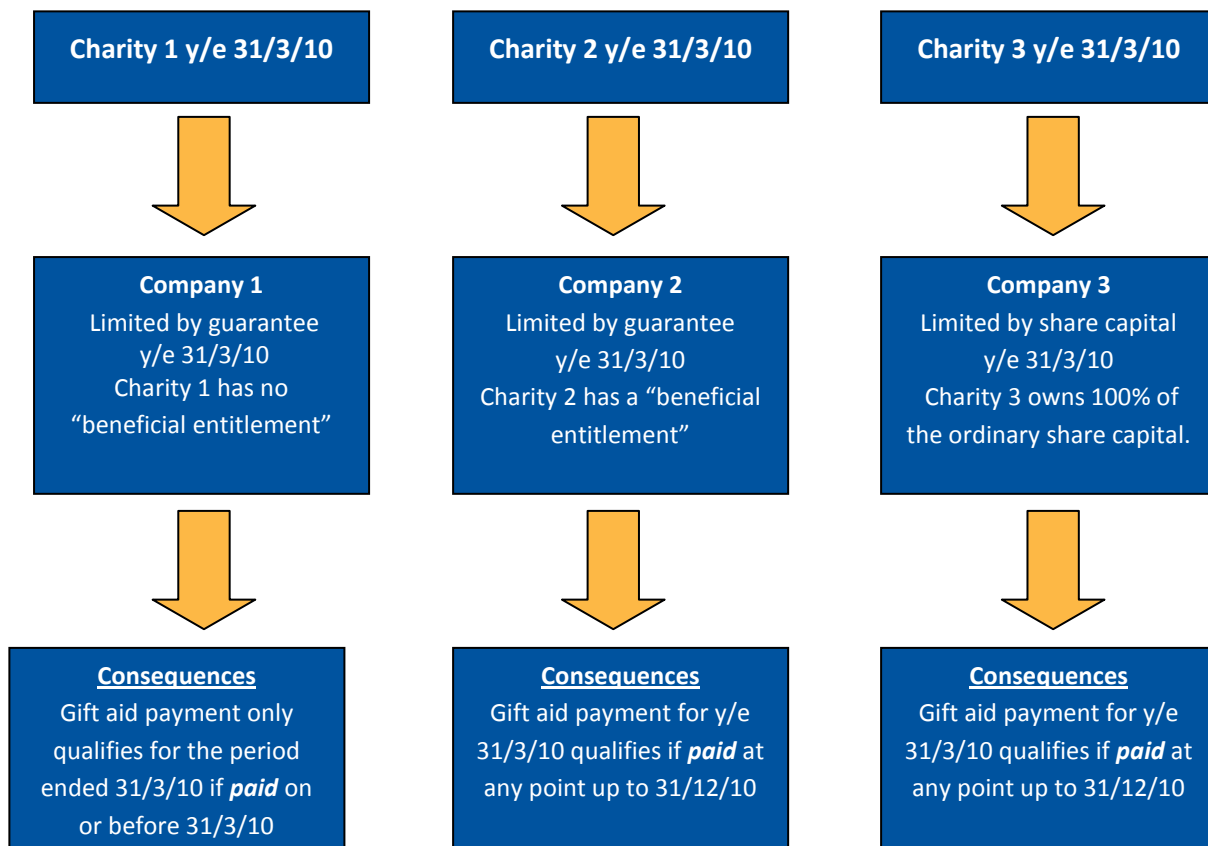 Charity 1 y/e 31/3/10
Charity 2 y/e 31/3/10
Charity 3 y/e 31/3/10
Company 1
Limited by guarantee
y/e 31/3/10
Charity 1 has no
“beneficial entitlement”
Company 2
Limited by guarantee
y/e 31/3/10
Charity 2 has a “beneficial
entitlement”
Company 3
Limited by share capital
y/e 31/3/10
Charity 3 owns 100% of
the ordinary share capital.
Consequences
Gift aid payment only
qualifies for the period
ended 31/3/10 if paid on
or before 31/3/10
Consequences
Gift aid payment for y/e
31/3/10 qualifies if paid at
any point up to 31/12/10
Consequences
Gift aid payment for y/e
31/3/10 qualifies if paid at
any point up to 31/12/10